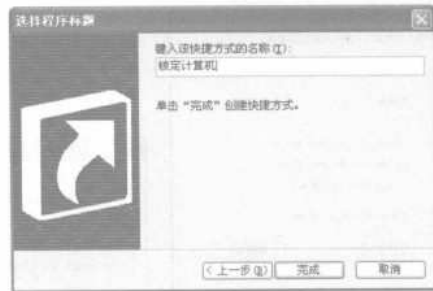 选择程序标题
键入该快捷方式的名称(T):
锁定计算机
单击“完成”创建快捷方式。
<上一步(B)
完成
取消